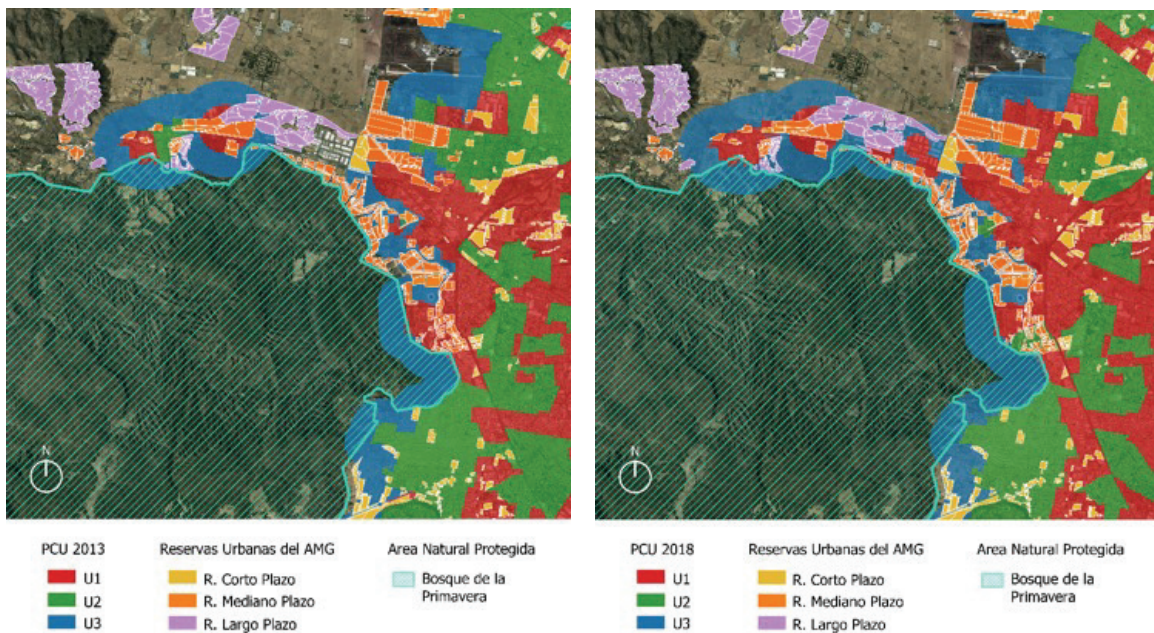 N
PCU 2013
U1
U2
U3
Reservas Urbanas del AMG
R. Corto Plazo
R. Mediano Plazo
R. Largo Plazo
Area Natural Protegida
Bosque de la
Primavera
N
PCU 2018
U1
U2
U3
Reservas Urbanas del AMG
R. Corto Plazo
R. Mediano Plazo
R. Largo Plazo
Area Natural Protegida
Bosque de la
Primavera